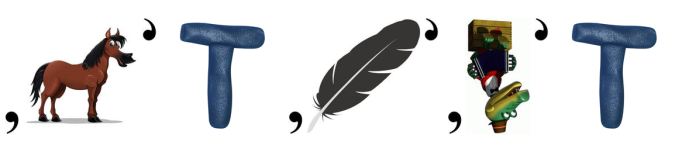 , ’ T , ’ , ’ T